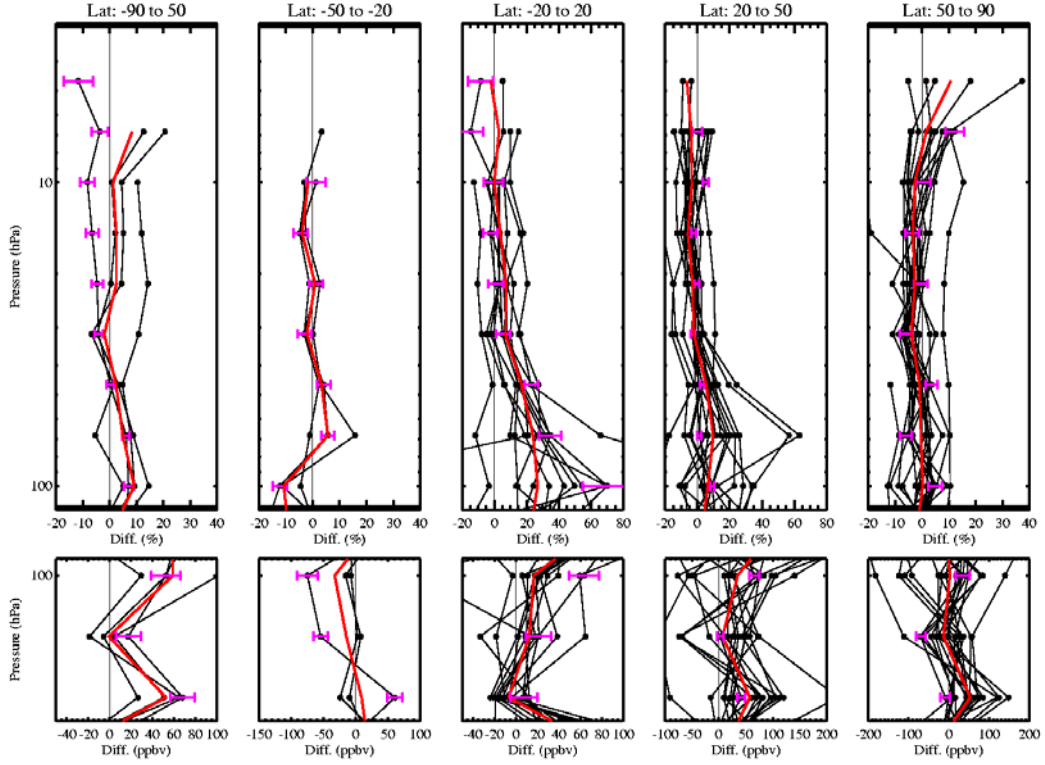 Lat: -90 to 50
Lat: -50 to -20
Lat: -20 to 20
Lat: 20 to 50
Lat: 50 to 90
Pressure (hPa)
10
100
-20 -10 0 10 20 30 40
-20 -10 0 10 20 30 40
-20 0 20 40 60 80
-20 0 20 40 60 80
-20 -10 0 10 20 30 40
Diff. (%)
Diff. (%)
Diff. (%)
Diff. (%)
Diff. (%)
Pressure (hPa)
100
-40 -20 0 20 40 60 80 100
-150 -100 -50 0 50 100
-40 -20 0 20 40 60 80 100
-100 -50 0 50 100 150 200
-200 -100 0 100 200
Diff. (ppbv)
Diff. (ppbv)
Diff. (ppbv)
Diff. (ppbv)
Diff. (ppbv)